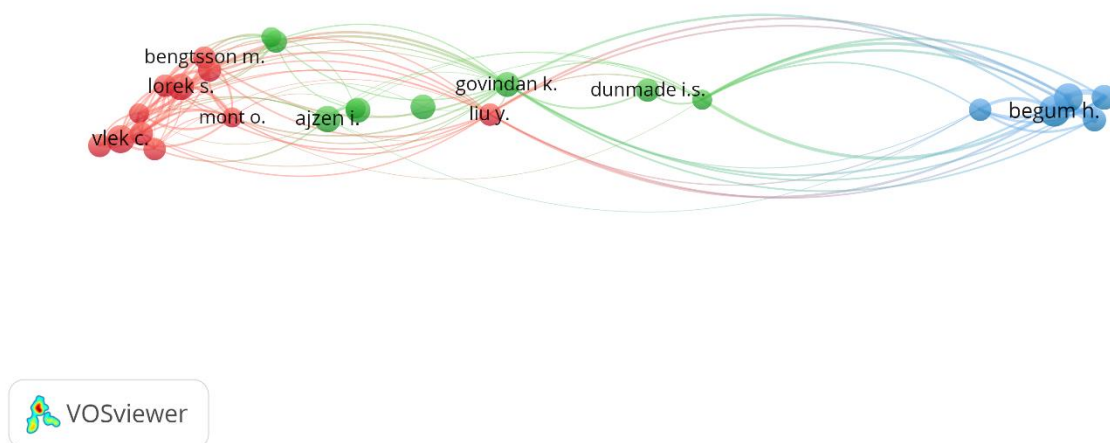 bengtsson m.
lorek s.
mont o.
vlek c.
ajzen i.
govindan k.
liu y.
dunmade i.s.
begum h.
VOSviewer